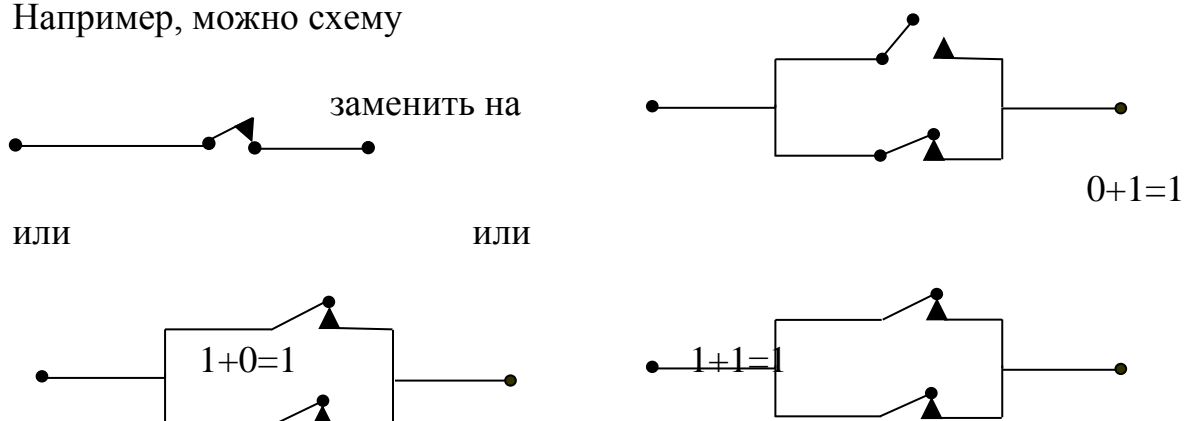 Например, можно схему
заменить на
0+1=1
или или
1+0=1 1+1=1